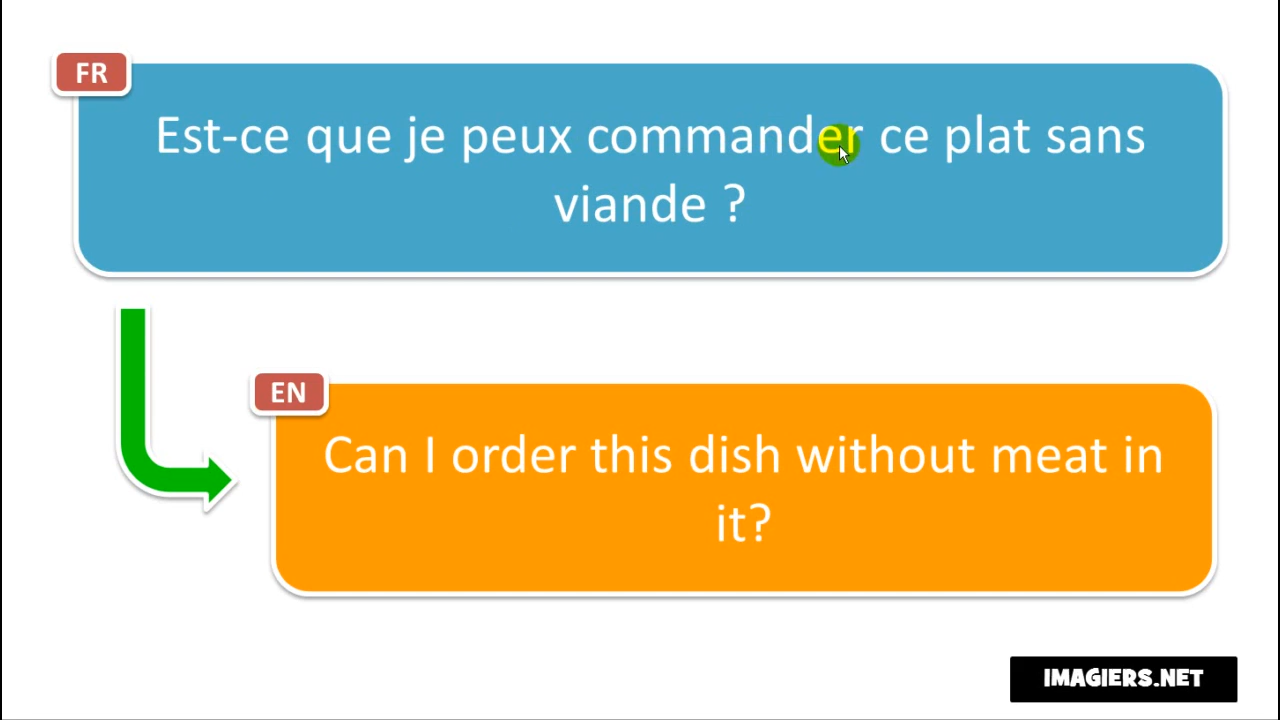 FR
Est-ce que je peux commander ce plat sans
viande ?
EN
Can I order this dish without meat in
it?
IMAGIERS.NET